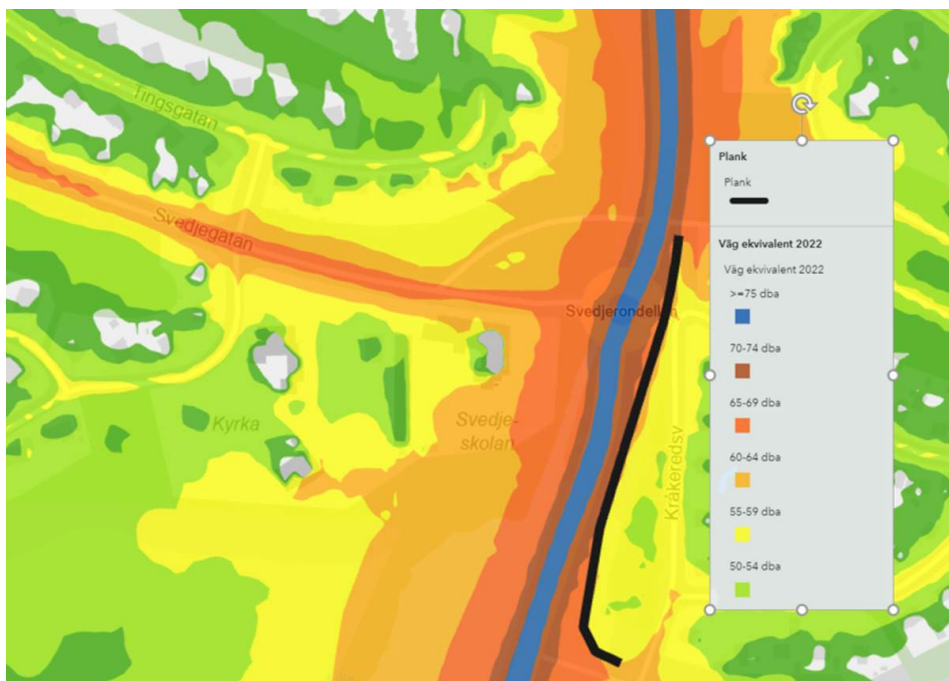 Tingsgatan
Svedjegatan
Svedjerondellen
Kyrka
Svedje-
skolan
Kråkeredsv
Plank
Plank
Väg ekvivalent 2022
Väg ekvivalent 2022
>=75 dba
70-74 dba
65-69 dba
60-64 dba
55-59 dba
50-54 dba